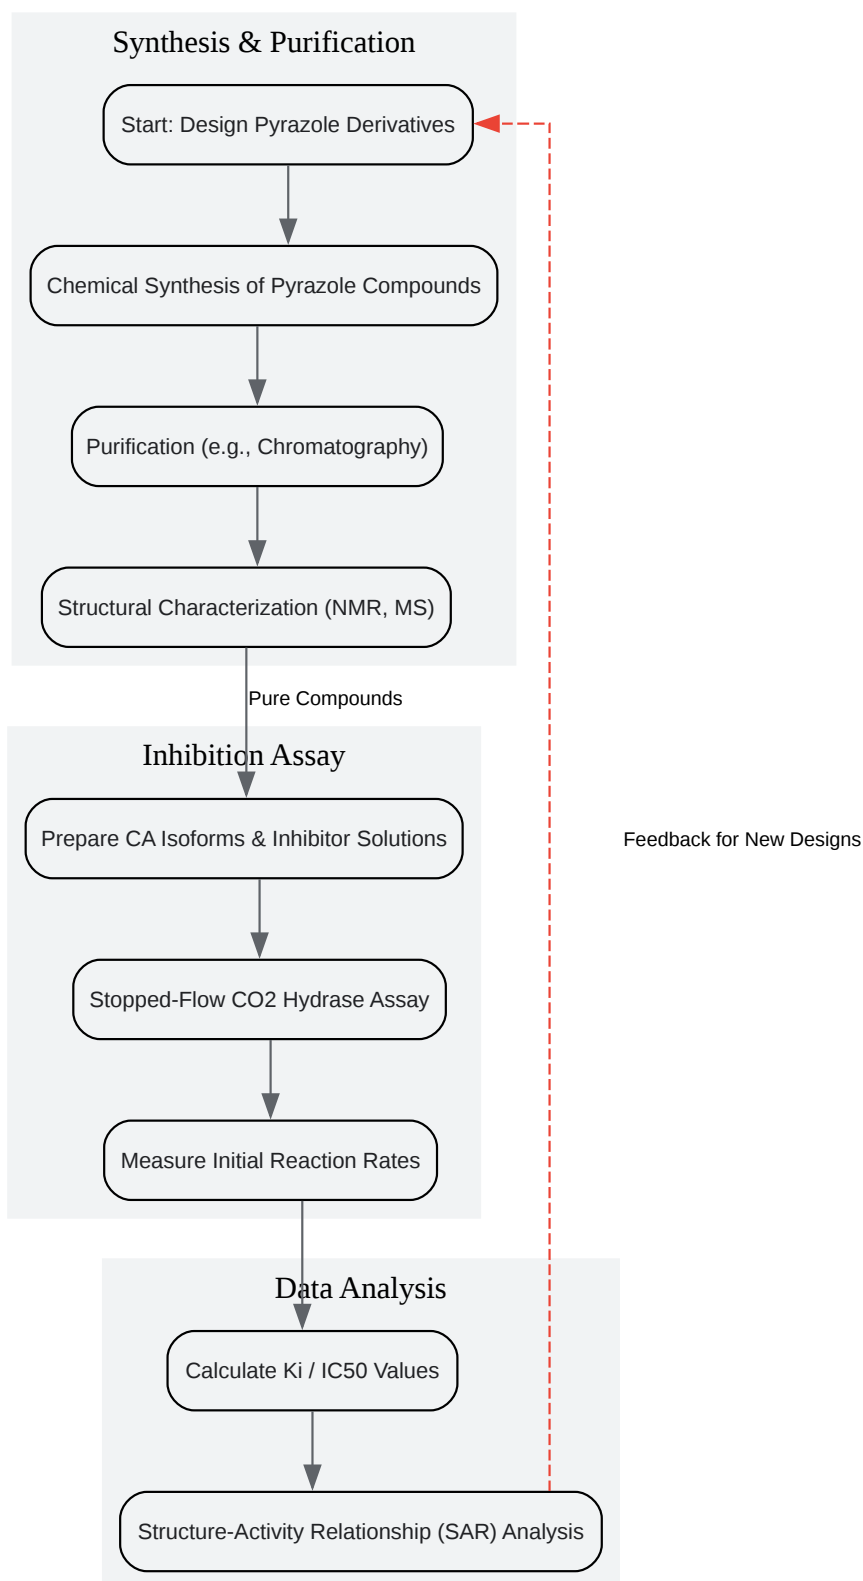 Synthesis & Purification
Start: Design Pyrazole Derivatives
Chemical Synthesis of Pyrazole Compounds
Purification (e.g., Chromatography)
Structural Characterization (NMR, MS)
Pure Compounds
Inhibition Assay
Prepare CA Isoforms & Inhibitor Solutions
Feedback for New Designs
Stopped-Flow CO2 Hydrase Assay
Measure Initial Reaction Rates
Data Analysis
Calculate Ki / IC50 Values
Structure-Activity Relationship (SAR) Analysis